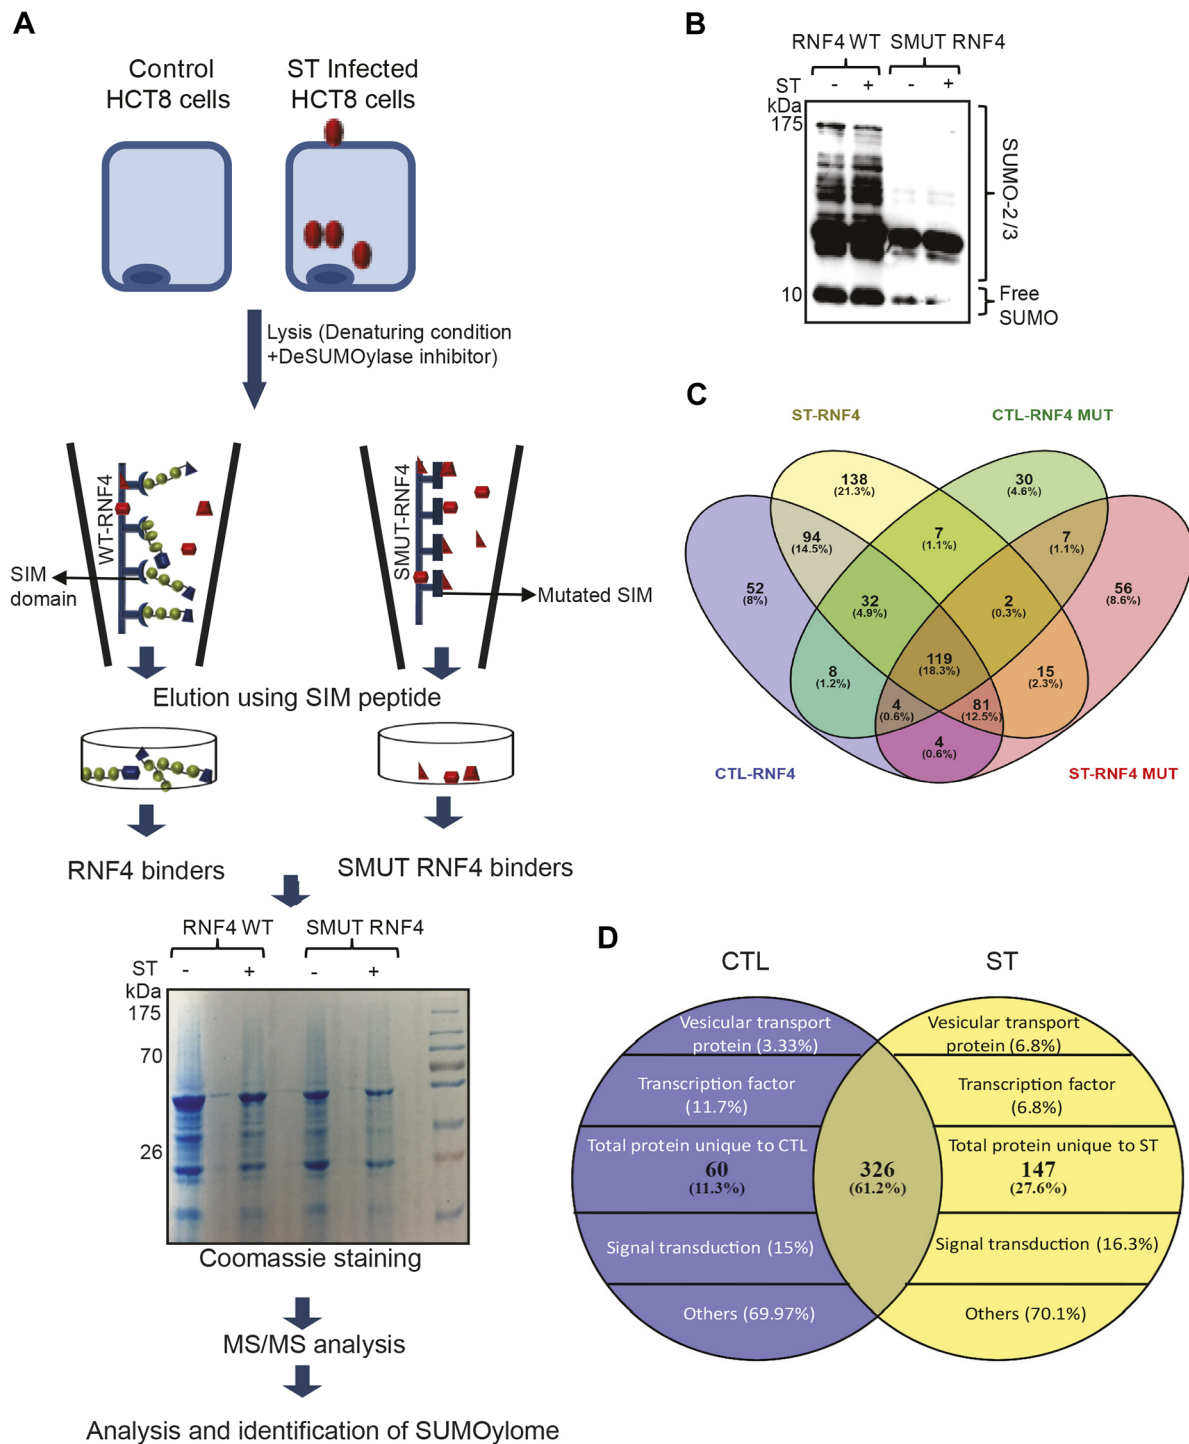 A
Control
HCT8 cells
ST Infected
HCT8 cells
Lysis (Denaturing condition
+DeSUMOylase inhibitor)
WT-RNF4
SMUT-RNF4
SIM
domain
Mutated SIM
Elution using SIM peptide
RNF4 binders
SMUT RNF4 binders
RNF4 WT
SMUT RNF4
ST - + - +
kDa
175
70
26
Coomassie staining
MS/MS analysis
Analysis and identification of SUMOylome
B
RNF4 WT SMUT RNF4
ST - + - +
kDa
175
10
SUMO-2/3
Free
SUMO
C
ST-RNF4
CTL-RNF4 MUT
138
(21.3%)
30
(4.6%)
94
(14.5%)
7
(1.1%)
7
(1.1%)
52
(8%)
32
(4.9%)
2
(0.3%)
56
(8.6%)
119
(18.3%)
8
(1.2%)
15
(2.3%)
4
(0.6%)
81
(12.5%)
4
(0.6%)
CTL-RNF4
ST-RNF4 MUT
D
CTL
ST
Vesicular transport
protein (3.33%)
Transcription factor
(11.7%)
Total protein unique to CTL
60
(11.3%)
Signal transduction (15%)
Others (69.97%)
326
(61.2%)
Vesicular transport
protein (6.8%)
Transcription factor
(6.8%)
Total protein unique to ST
147
(27.6%)
Signal transduction (16.3%)
Others (70.1%)